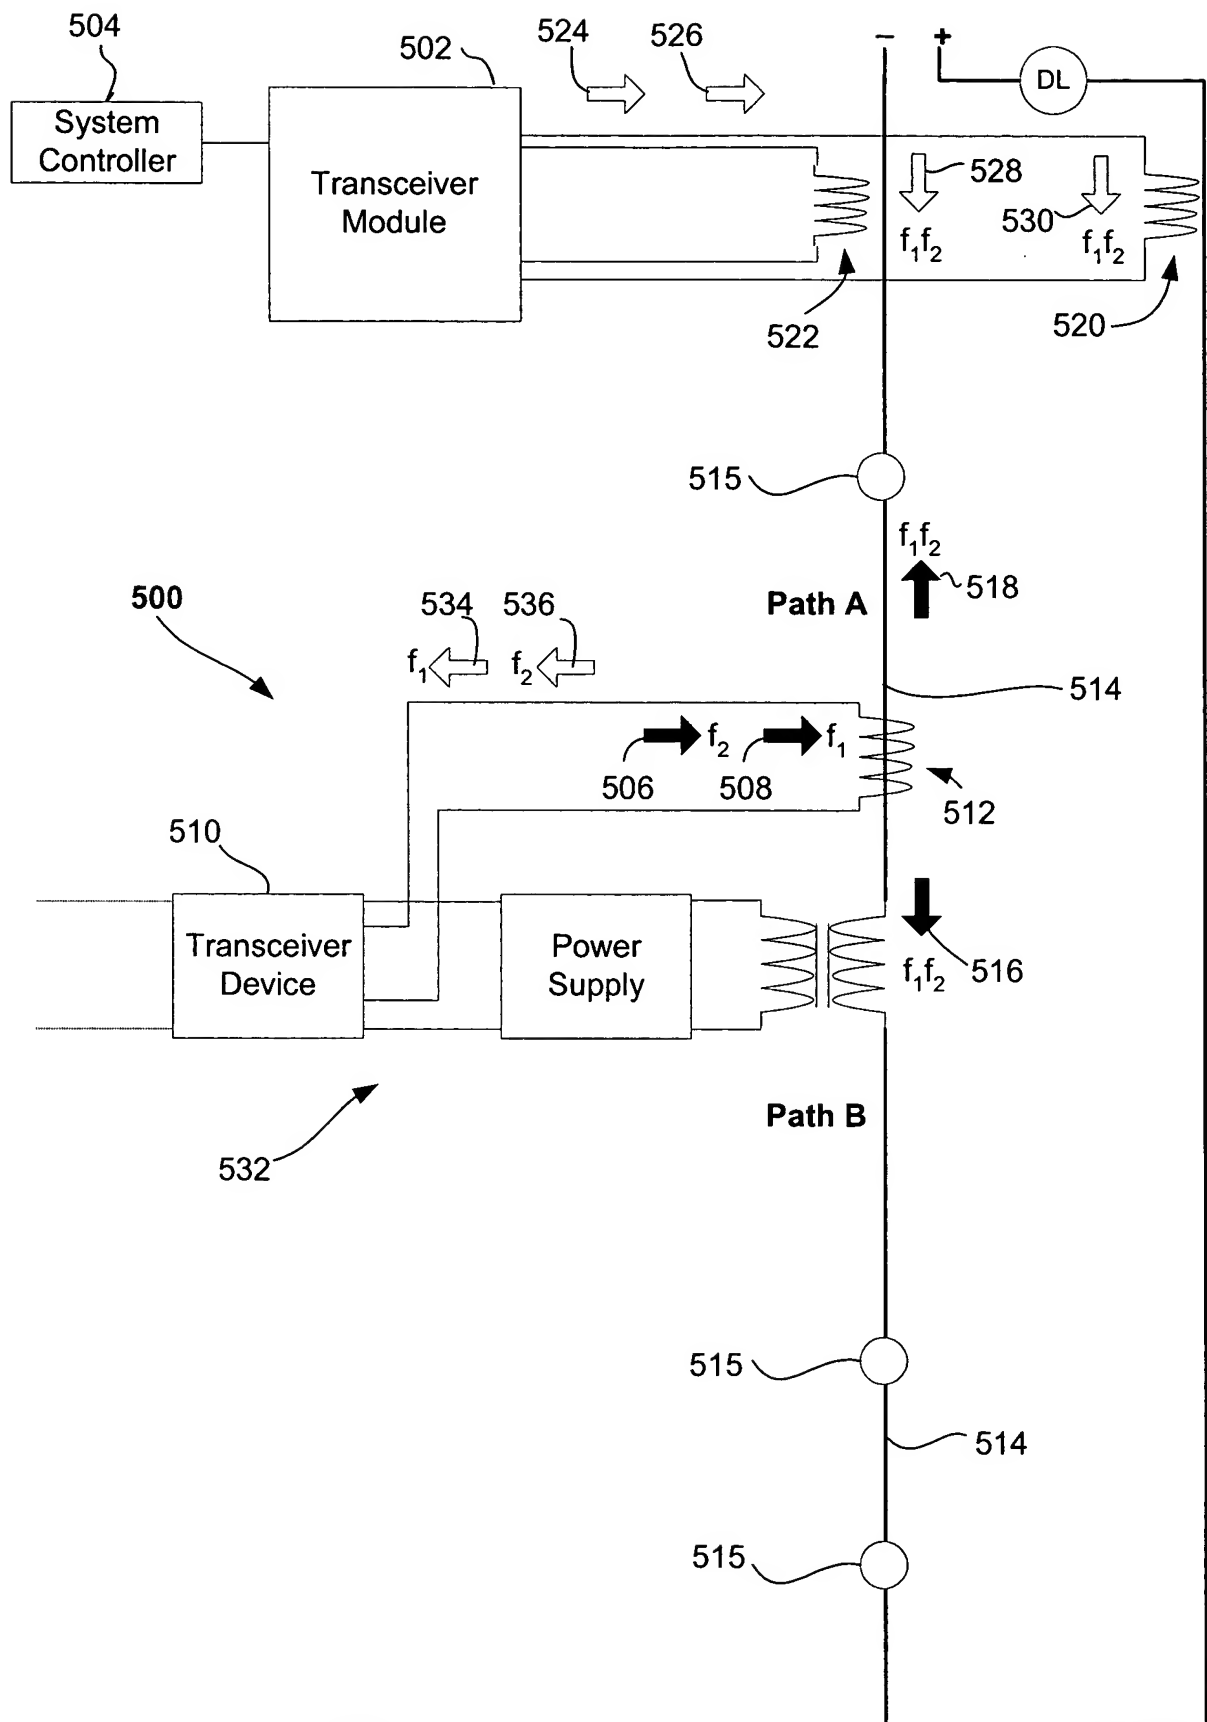 504
502
524
526
−
+
DL
System
Controller
Transceiver
Module
528
530
f₁f₂
f₁f₂
522
520
515
f₁f₂
518
500
534
536
Path A
f₁
f₂
514
f₂
f₁
506
508
512
510
Transceiver
Device
Power
Supply
f₁f₂
516
Path B
532
515
514
515